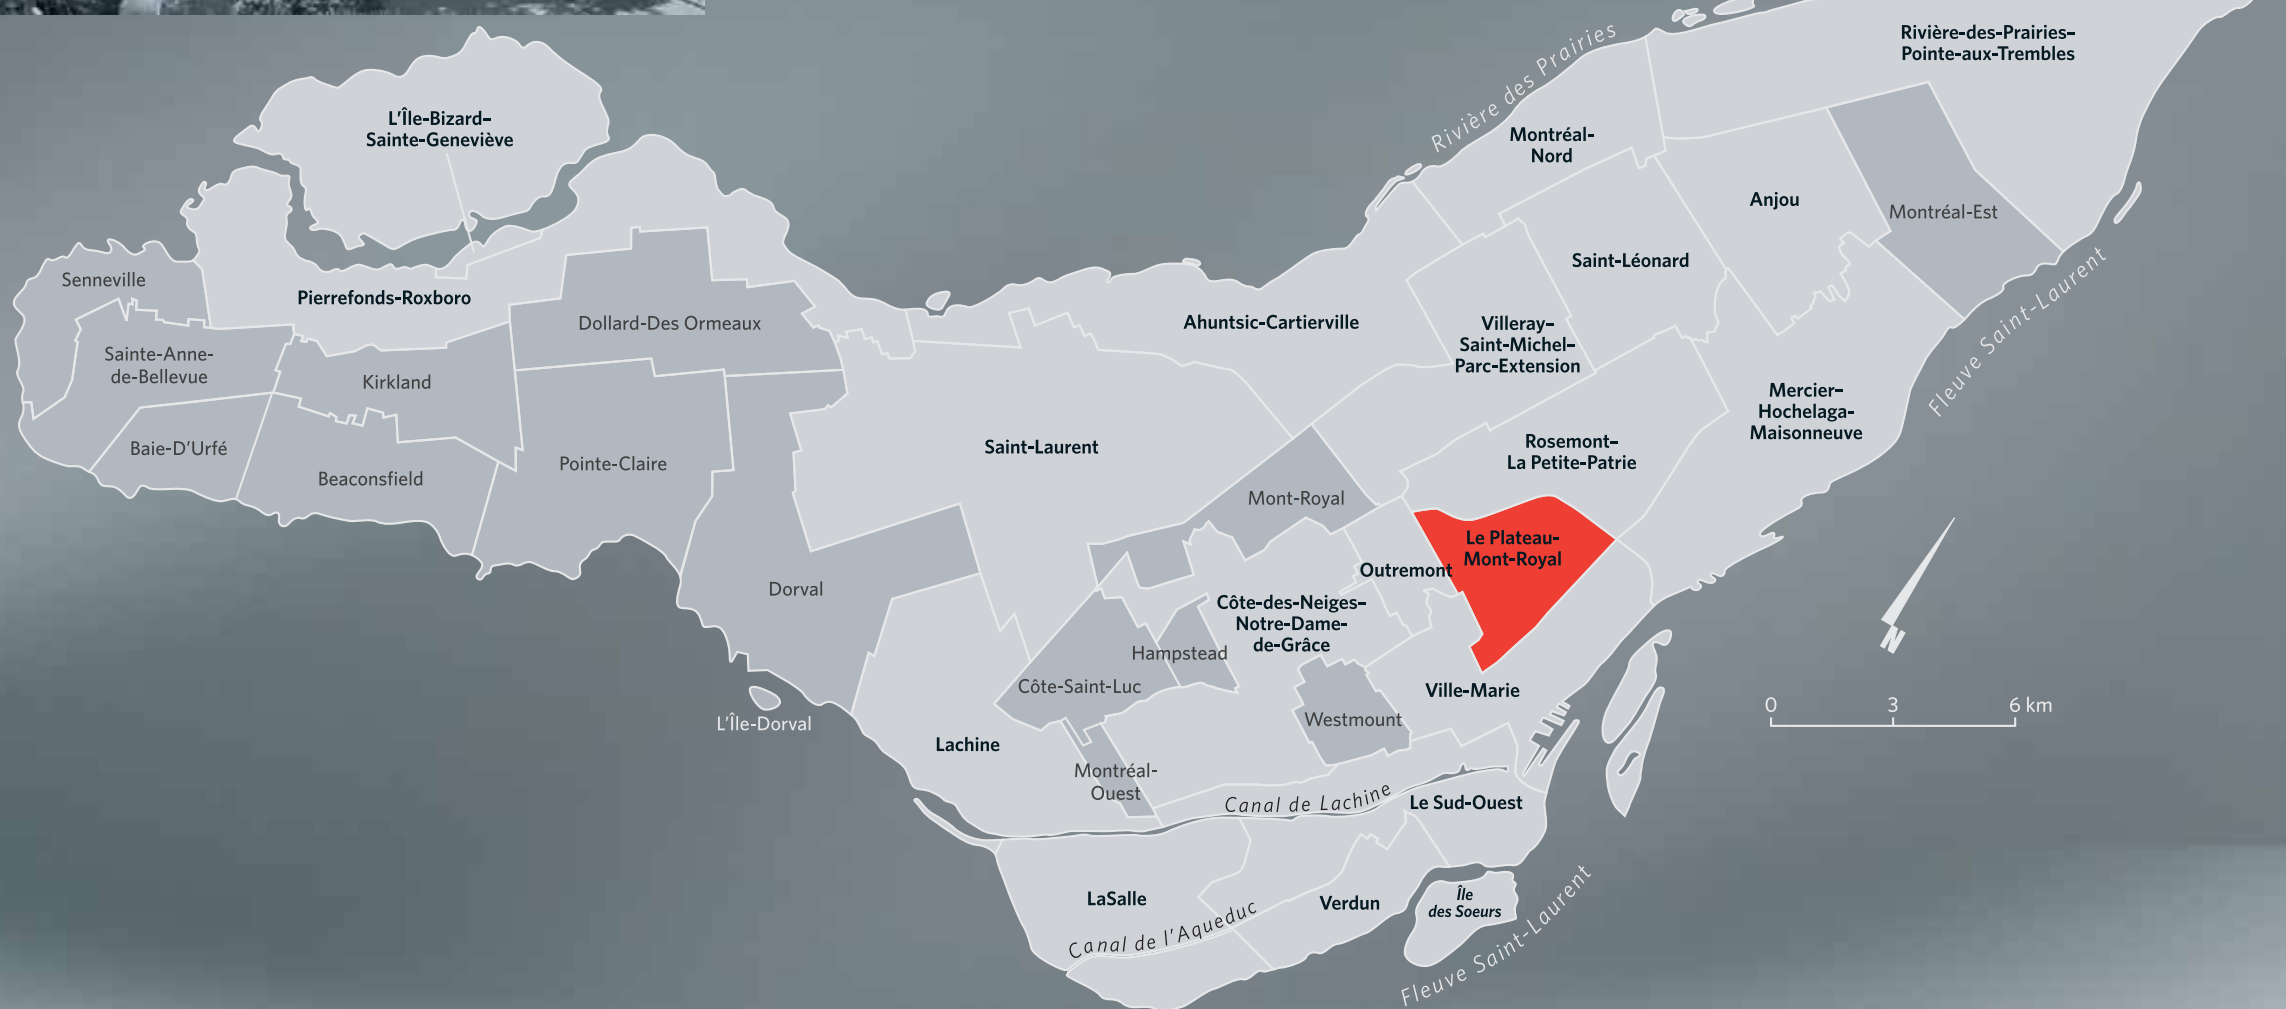 Rivière-des-Prairies–
Pointe-aux-Trembles
Rivière des Prairies
L'Île-Bizard–
Sainte-Geneviève
Montréal-
Nord
Anjou
Montréal-Est
Saint-Léonard
Senneville
Pierrefonds-Roxboro
Dollard-Des Ormeaux
Ahuntsic-Cartierville
Villeray–
Saint-Michel–
Parc-Extension
Fleuve Saint-Laurent
Sainte-Anne-
de-Bellevue
Kirkland
Mercier–
Hochelaga-
Maisonneuve
Baie-D'Urfé
Beaconsfield
Pointe-Claire
Saint-Laurent
Rosemont–
La Petite-Patrie
Mont-Royal
Le Plateau-
Mont-Royal
Outremont
Dorval
Côte-des-Neiges–
Notre-Dame-
de-Grâce
Hampstead
Côte-Saint-Luc
Ville-Marie
Westmount
L'Île-Dorval
Lachine
Montréal-
Ouest
Canal de Lachine
Le Sud-Ouest
LaSalle
Verdun
Île
des Soeurs
Canal de l'Aqueduc
Fleuve Saint-Laurent
N
0 3 6 km